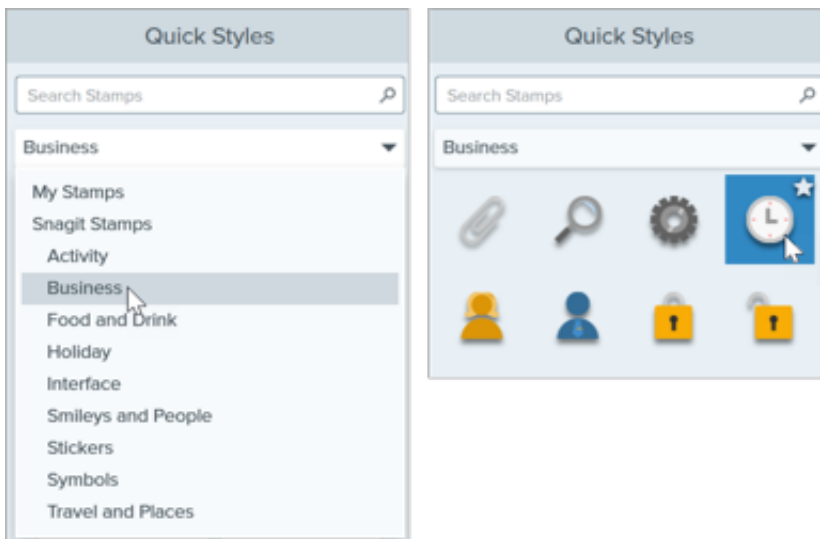 Quick Styles
Search Stamps
Business
My Stamps
Snagit Stamps
Activity
Business
Food and Drink
Holiday
Interface
Smileys and People
Stickers
Symbols
Travel and Places
Quick Styles
Search Stamps
Business